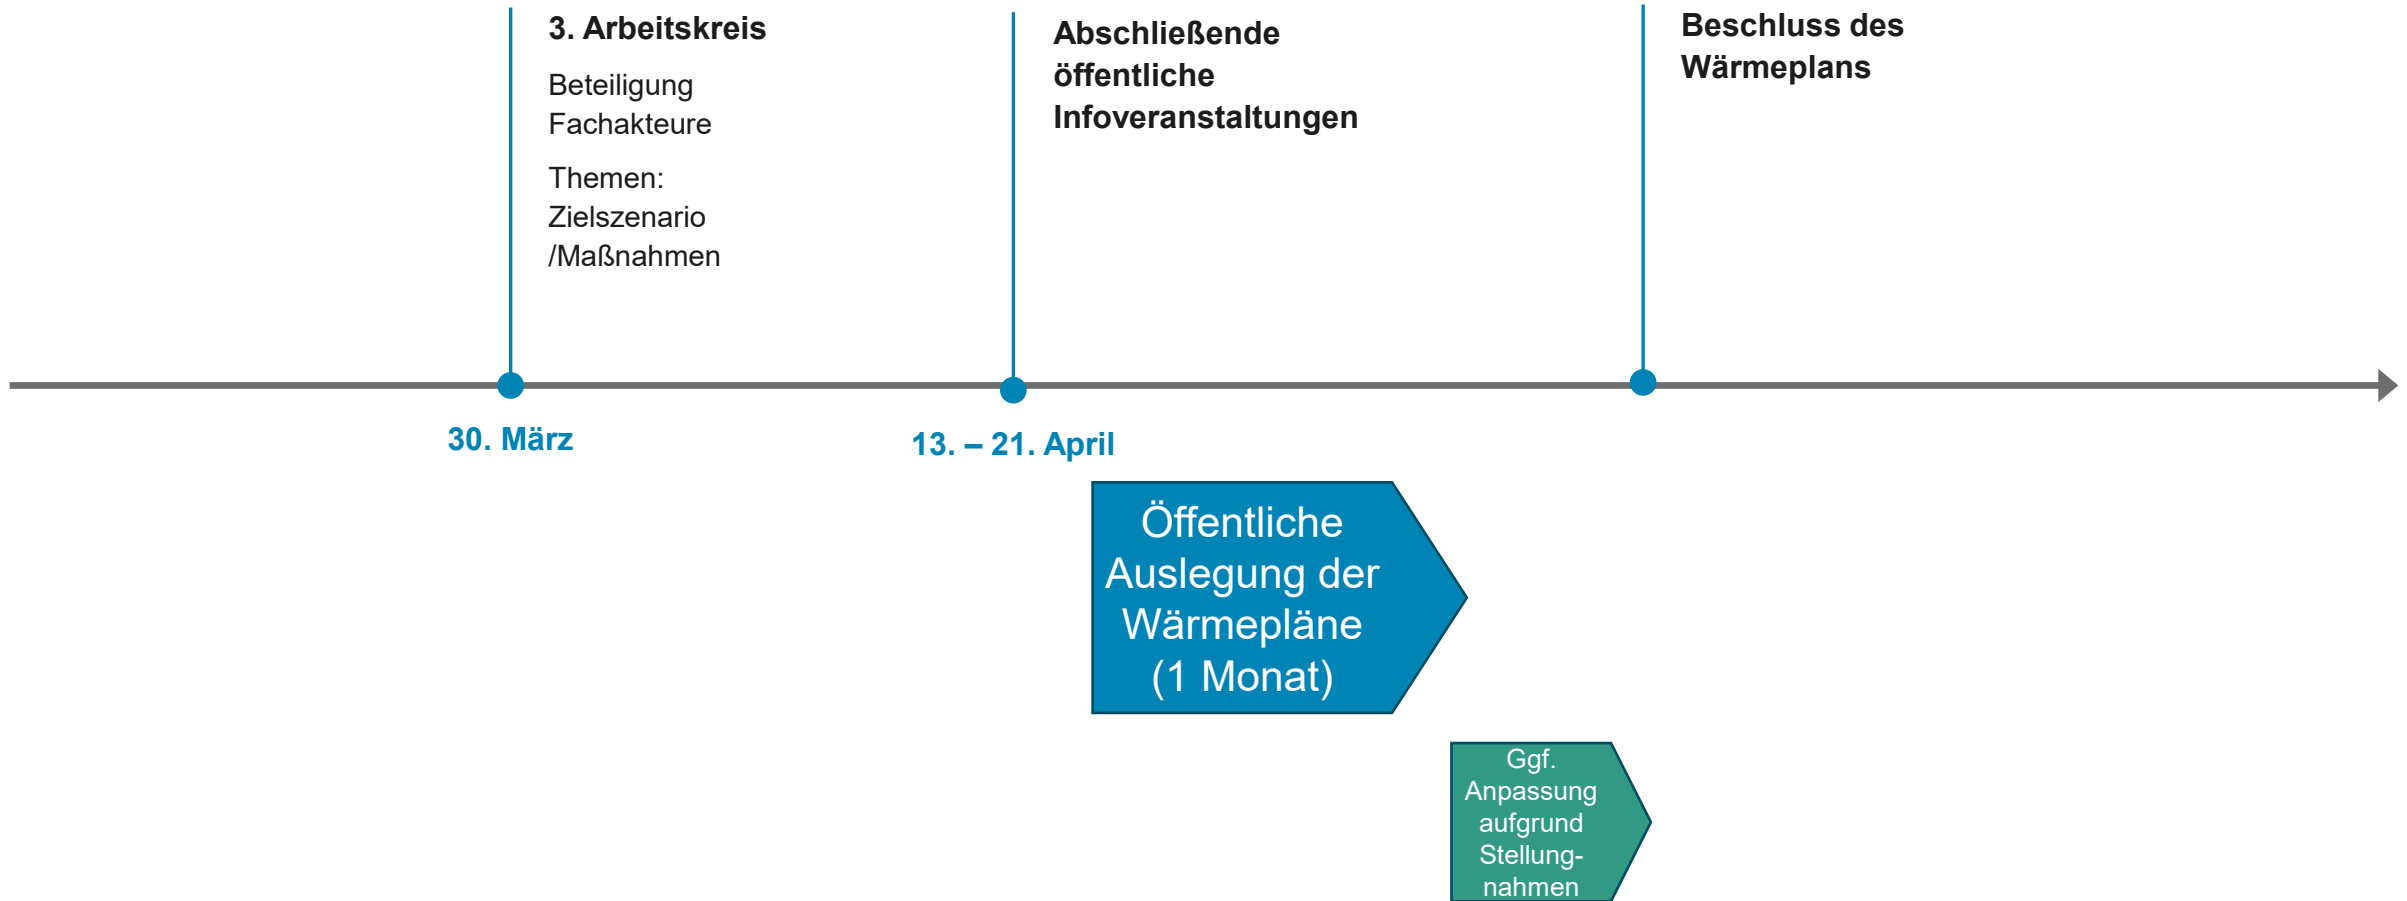 3. Arbeitskreis
Beteiligung
Fachakteure
Themen:
Zielszenario
/Maßnahmen
Abschließende
öffentliche
Infoveranstaltungen
Beschluss des
Wärmeplans
30. März
13. – 21. April
Öffentliche
Auslegung der
Wärmepläne
(1 Monat)
Ggf.
Anpassung
aufgrund
Stellung-
nahmen